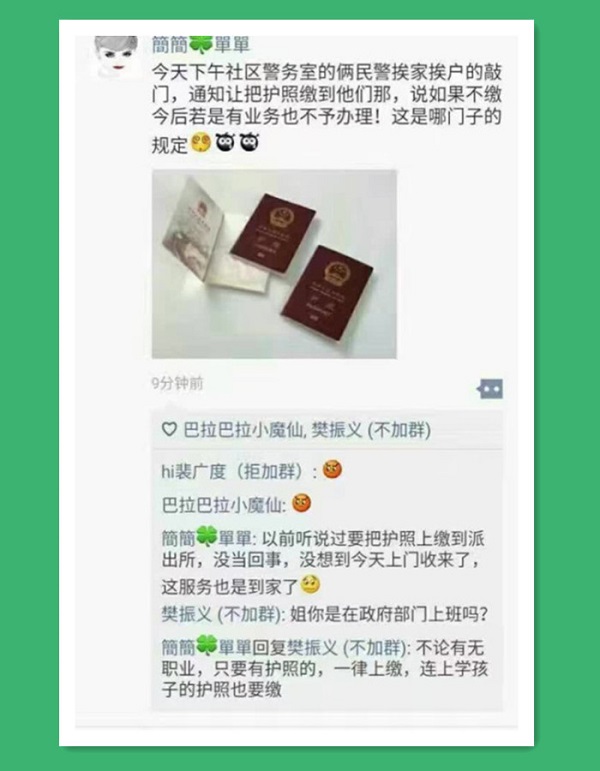 簡簡🍀單單
今天下午社区警务室的俩民警挨家挨户的敲
门，通知让把护照缴到他们那，说如果不缴
今后若是有业务也不予办理！这是哪门子的
规定
护照
护照
9分钟前
巴拉巴拉小魔仙, 樊振义 (不加群)
hi裴广度（拒加群）:
巴拉巴拉小魔仙:
簡簡🍀單單: 以前听说过要把护照上缴到派
出所，没当回事，没想到今天上门收来了，
这服务也是到家了
樊振义 (不加群): 姐你是在政府部门上班吗？
簡簡🍀單單回复樊振义 (不加群): 不论有无
职业，只要有护照的，一律上缴，连上学孩
子的护照也要缴